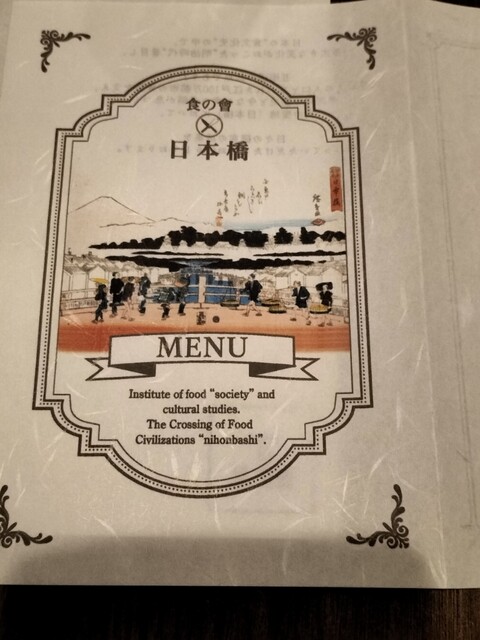 食の會
日本橋
MENU
Institute of food "society" and
cultural studies.
The Crossing of Food
Civilizations "nihonbashi".